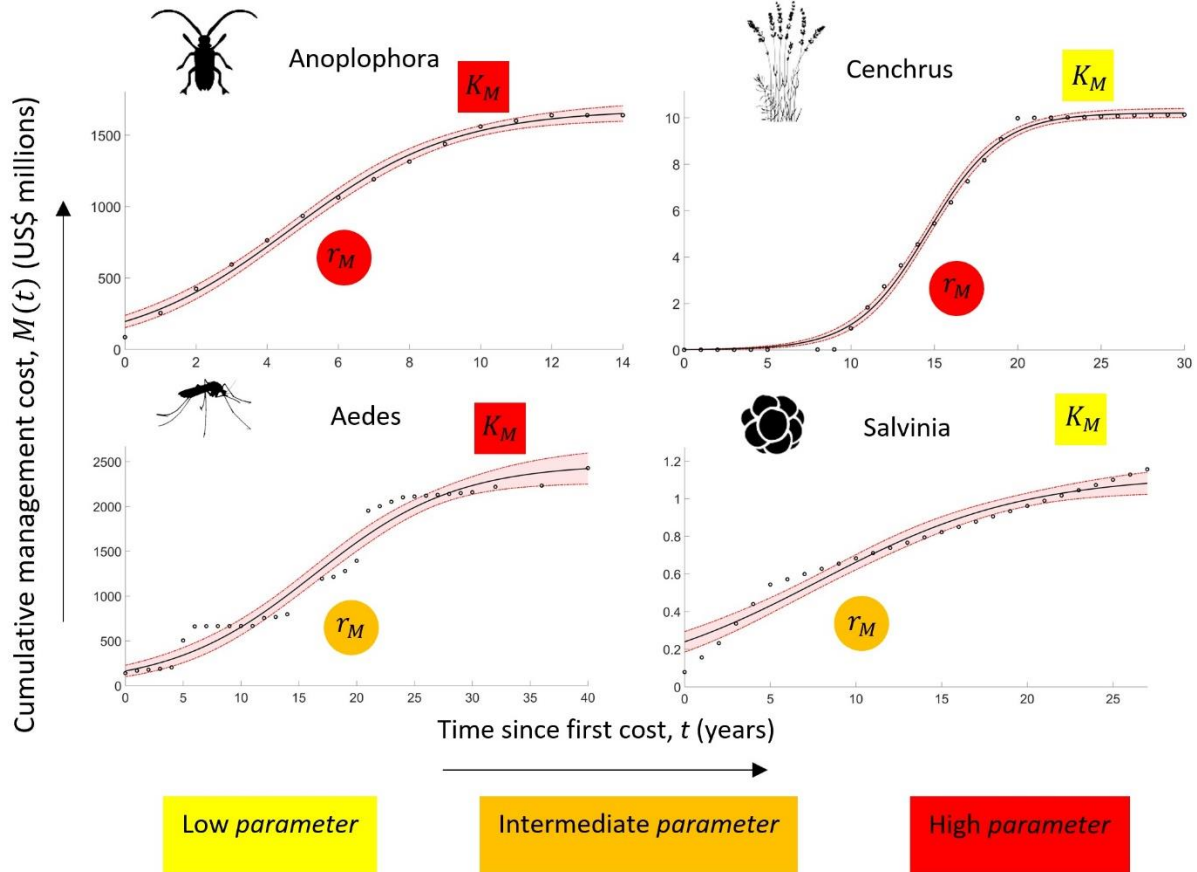 Cumulative management cost, M(t) (US$ millions)
Anoplophora
K_M
r_M
1500
1000
500
0
0 2 4 6 8 10 12 14
Cenchrus
K_M
r_M
10
8
6
4
2
0
0 5 10 15 20 25 30
Aedes
K_M
r_M
2500
2000
1500
1000
500
0
0 5 10 15 20 25 30 35 40
Salvinia
K_M
r_M
1.2
1
0.8
0.6
0.4
0.2
0
0 5 10 15 20 25
Time since first cost, t (years)
Low parameter
Intermediate parameter
High parameter